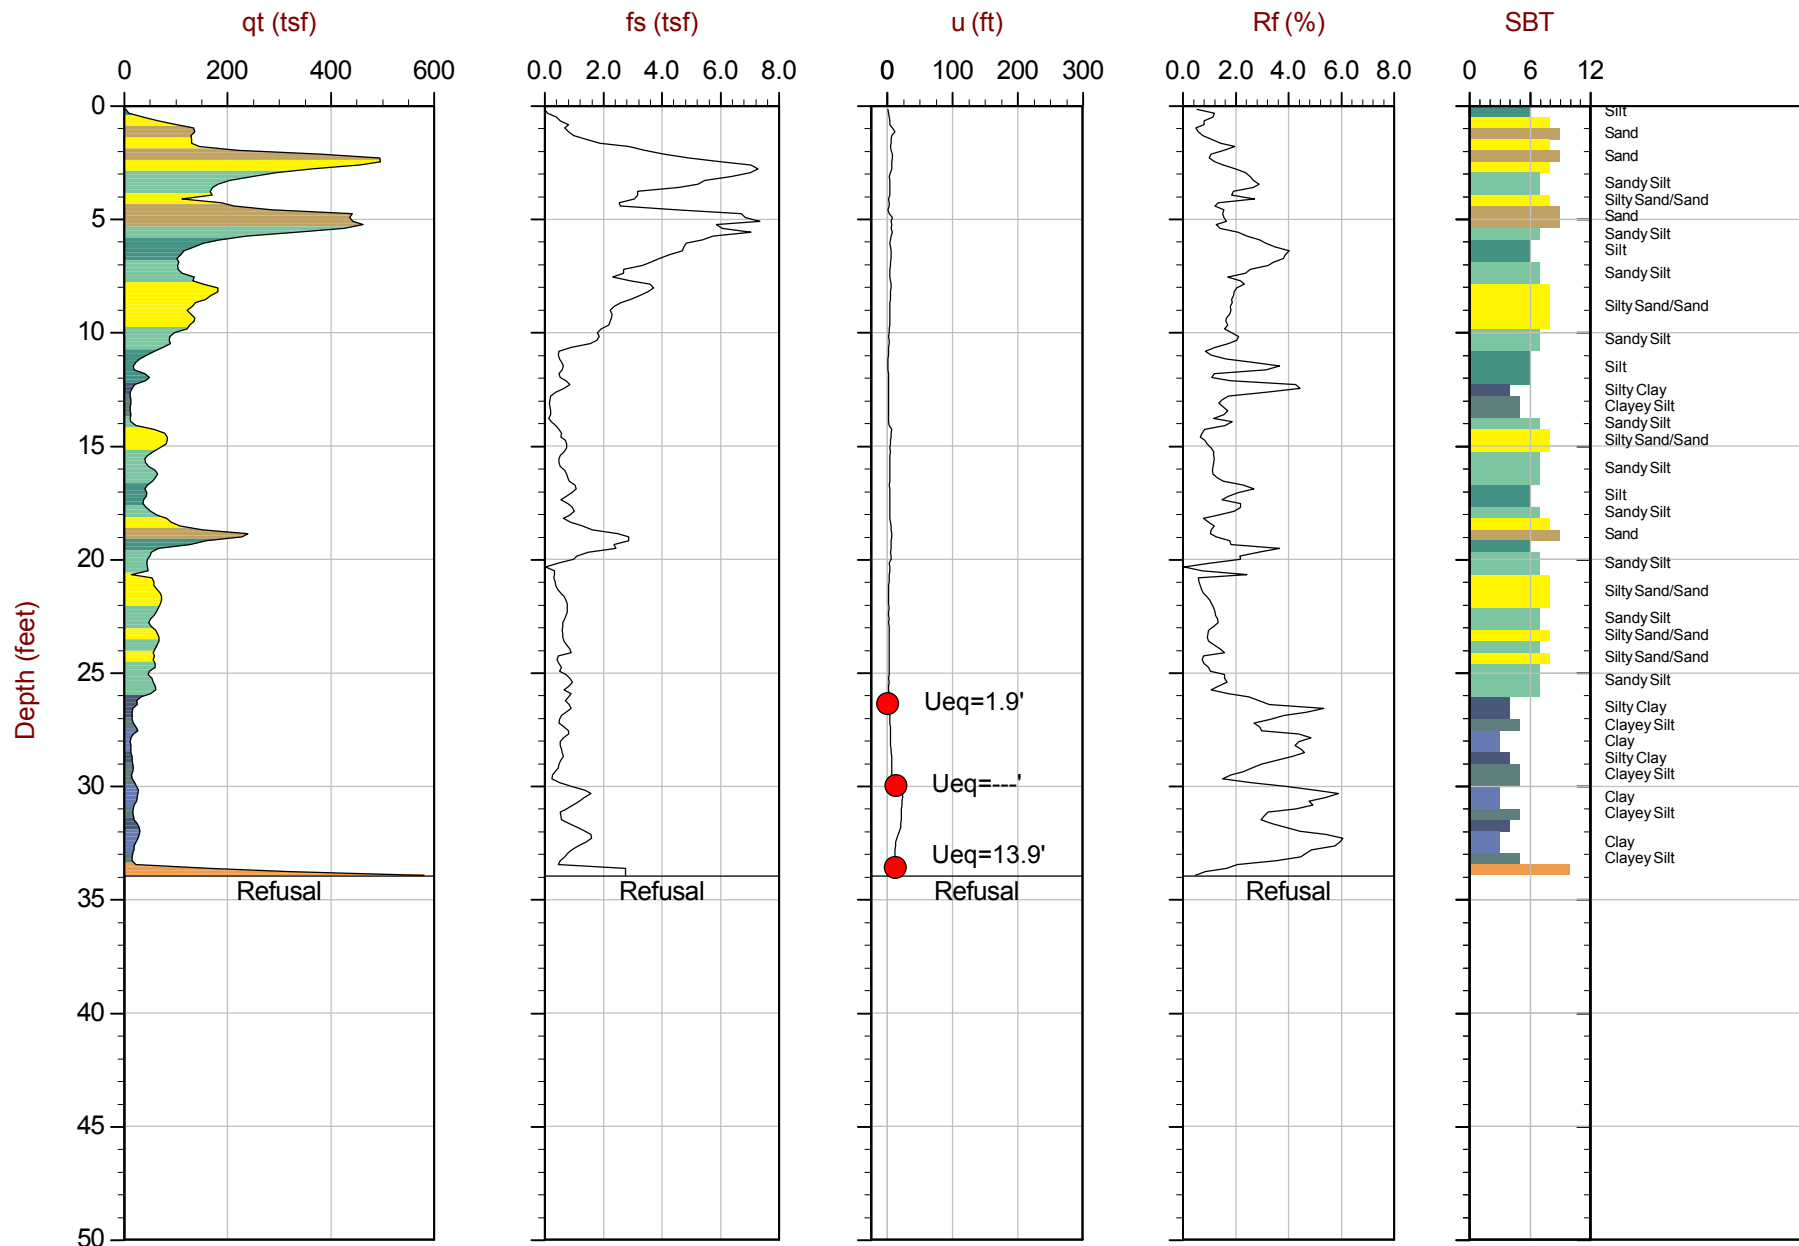 qt (tsf) fs (tsf) u (ft) Rf (%) SBT
0 200 400 600 0.0 2.0 4.0 6.0 8.0 0 100 200 300 0.0 2.0 4.0 6.0 8.0 0 6 12
0
Silt
Sand
Sand
Sandy Silt
Silty Sand/Sand
Sand
5
Sandy Silt
Silt
Sandy Silt
Silty Sand/Sand
10
Sandy Silt
Silt
Silty Clay
Clayey Silt
Sandy Silt
Silty Sand/Sand
15
Sandy Silt
Silt
Sandy Silt
Sand
20
Sandy Silt
Silty Sand/Sand
Sandy Silt
Silty Sand/Sand
Silty Sand/Sand
25
Sandy Silt
Depth (feet)
Ueq=1.9'
Silty Clay
Clayey Silt
Clay
Silty Clay
Clayey Silt
30
Ueq=---'
Clay
Clayey Silt
Clay
Ueq=13.9'
Clayey Silt
Refusal Refusal Refusal Refusal
35
40
45
50